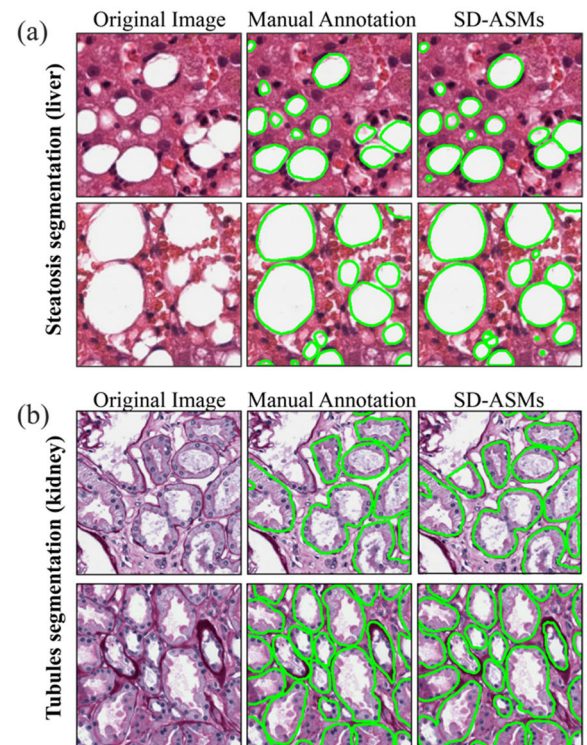 (a)
Original Image Manual Annotation SD-ASMs
Steatosis segmentation (liver)
(b)
Original Image Manual Annotation SD-ASMs
Tubules segmentation (kidney)